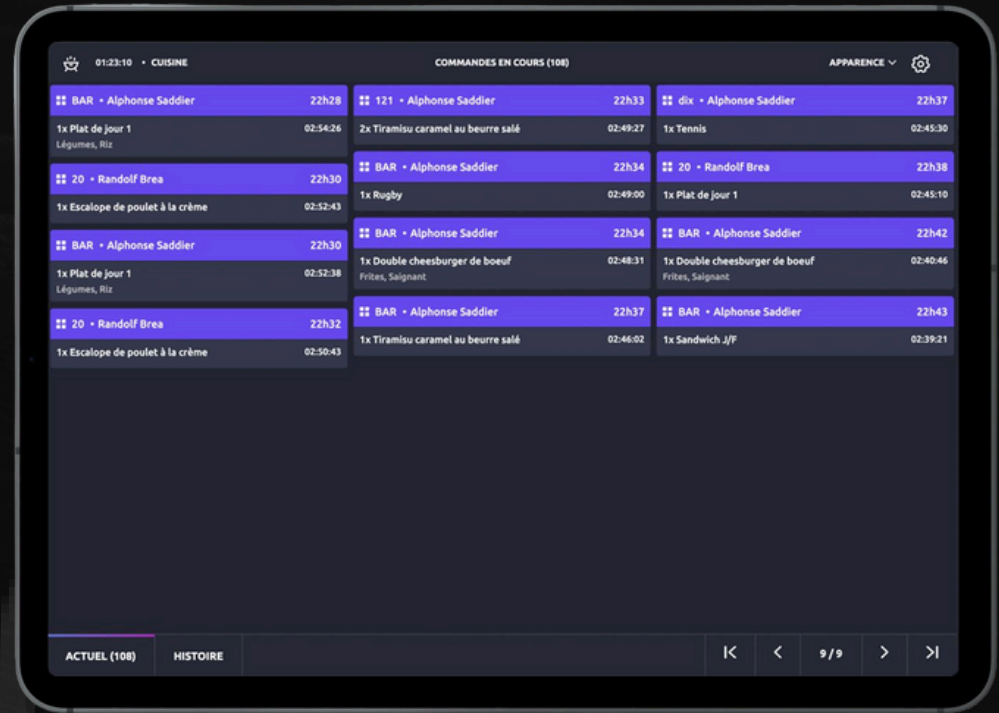 01:23:10 • CUISINE
COMMANDES EN COURS (108)
APPARENCE
BAR • Alphonse Saddier 22h28
1x Plat de jour 1 02:54:26
Légumes, Riz
20 • Randolf Brea 22h30
1x Escalope de poulet à la crème 02:52:43
BAR • Alphonse Saddier 22h30
1x Plat de jour 1 02:52:38
Légumes, Riz
20 • Randolf Brea 22h32
1x Escalope de poulet à la crème 02:50:43
121 • Alphonse Saddier 22h33
2x Tiramisu caramel au beurre salé 02:49:27
BAR • Alphonse Saddier 22h34
1x Rugby 02:49:00
BAR • Alphonse Saddier 22h34
1x Double cheesburger de boeuf 02:48:31
Frites, Saignant
BAR • Alphonse Saddier 22h37
1x Tiramisu caramel au beurre salé 02:46:02
dix • Alphonse Saddier 22h37
1x Tennis 02:45:30
20 • Randolf Brea 22h38
1x Plat de jour 1 02:45:10
BAR • Alphonse Saddier 22h42
1x Double cheesburger de boeuf 02:40:46
Frites, Saignant
BAR • Alphonse Saddier 22h43
1x Sandwich J/F 02:39:21
ACTUEL (108)
HISTOIRE
9/9